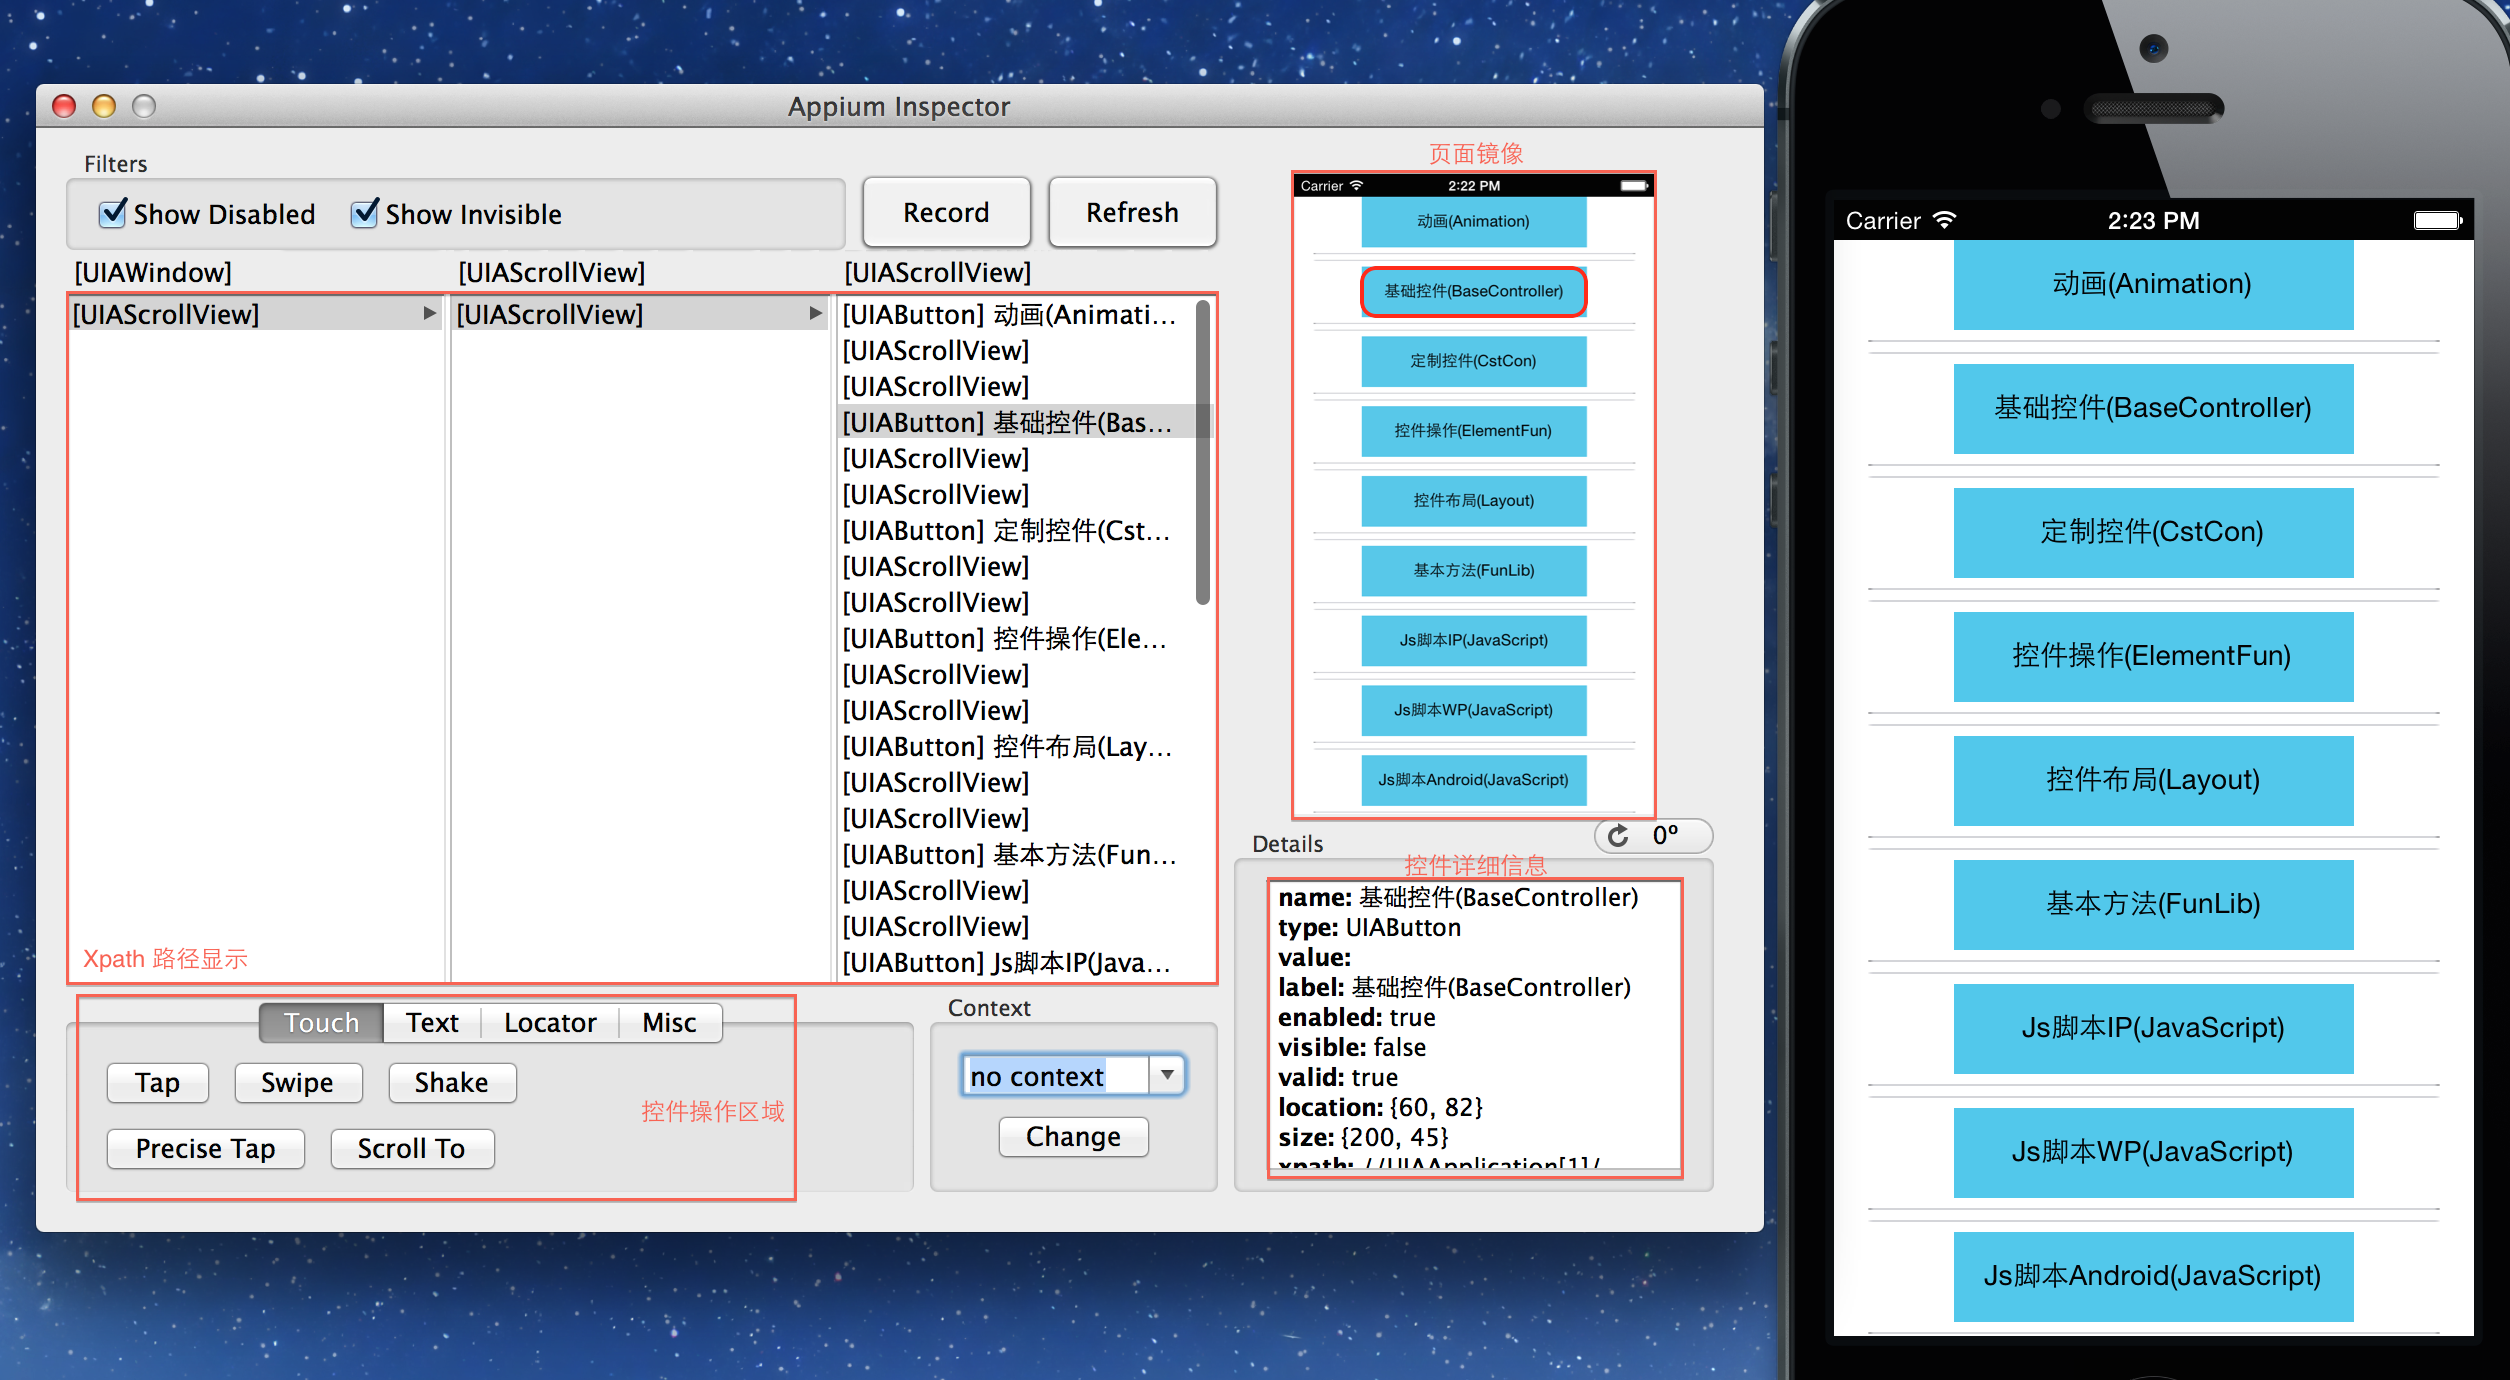 Appium Inspector
Filters
Show Disabled
Show Invisible
Record
Refresh
[UIAWindow]
[UIAScrollView]
[UIAScrollView]
[UIAScrollView]
[UIAScrollView]
[UIAButton] 动画(Animati...
[UIAScrollView]
[UIAScrollView]
[UIAButton] 基础控件(Bas...
[UIAScrollView]
[UIAScrollView]
[UIAButton] 定制控件(Cst...
[UIAScrollView]
[UIAScrollView]
[UIAButton] 控件操作(Ele...
[UIAScrollView]
[UIAScrollView]
[UIAButton] 控件布局(Lay...
[UIAScrollView]
[UIAScrollView]
[UIAButton] 基本方法(Fun...
[UIAScrollView]
[UIAScrollView]
[UIAButton] Js脚本IP(Java...
Xpath 路径显示
Touch
Text
Locator
Misc
Tap
Swipe
Shake
Precise Tap
Scroll To
控件操作区域
Context
no context
Change
页面镜像
Carrier
2:22 PM
动画(Animation)
基础控件(BaseController)
定制控件(CstCon)
控件操作(ElementFun)
控件布局(Layout)
基本方法(FunLib)
Js脚本IP(JavaScript)
Js脚本WP(JavaScript)
Js脚本Android(JavaScript)
0º
Details
控件详细信息
name: 基础控件(BaseController)
type: UIAButton
value:
label: 基础控件(BaseController)
enabled: true
visible: false
valid: true
location: {60, 82}
size: {200, 45}
xpath: //UIAApplication[1]/
Carrier
2:23 PM
动画(Animation)
基础控件(BaseController)
定制控件(CstCon)
控件操作(ElementFun)
控件布局(Layout)
基本方法(FunLib)
Js脚本IP(JavaScript)
Js脚本WP(JavaScript)
Js脚本Android(JavaScript)